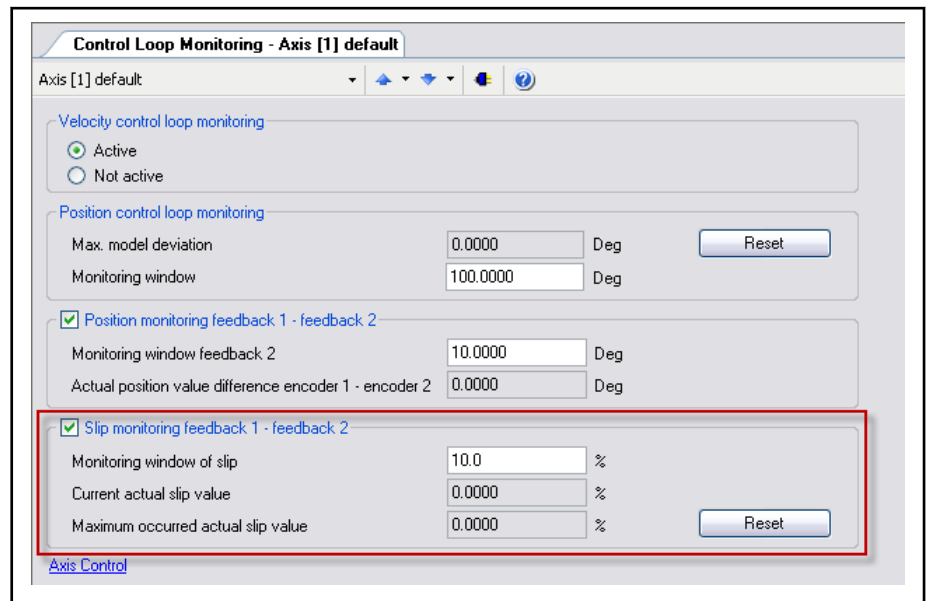 Control Loop Monitoring - Axis [1] default
Axis [1] default
Velocity control loop monitoring
Active
Not active
Position control loop monitoring
Max. model deviation 0.0000 Deg Reset
Monitoring window 100.0000 Deg
Position monitoring feedback 1 - feedback 2
Monitoring window feedback 2 10.0000 Deg
Actual position value difference encoder 1 - encoder 2 0.0000 Deg
Slip monitoring feedback 1 - feedback 2
Monitoring window of slip 10.0 %
Current actual slip value 0.0000 %
Maximum occurred actual slip value 0.0000 % Reset
Axis Control